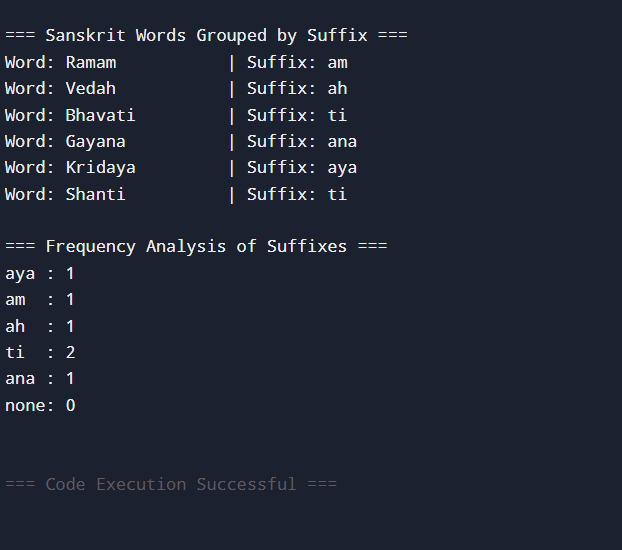 === Sanskrit Words Grouped by Suffix ===
Word: Ramam           | Suffix: am
Word: Vedah           | Suffix: ah
Word: Bhavati         | Suffix: ti
Word: Gayana          | Suffix: ana
Word: Kridaya         | Suffix: aya
Word: Shanti          | Suffix: ti
=== Frequency Analysis of Suffixes ===
aya : 1
am  : 1
ah  : 1
ti  : 2
ana : 1
none: 0
=== Code Execution Successful ===